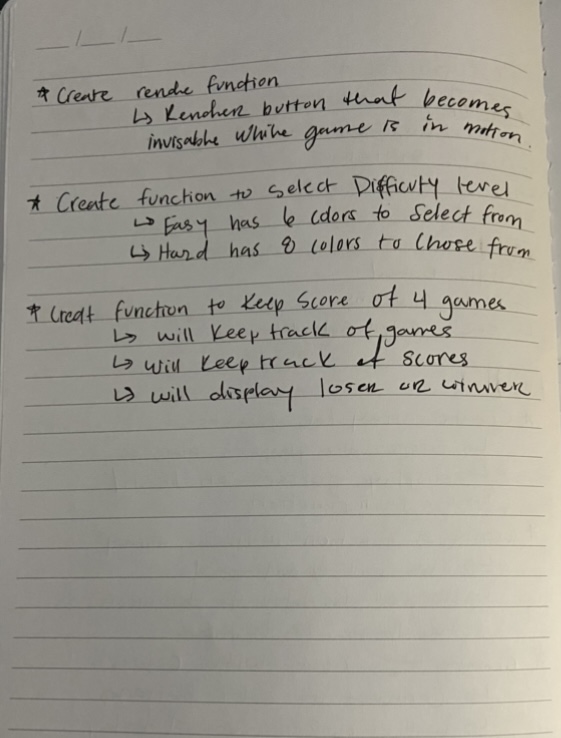 __/__/__
* Create rende function
↳ Render button that becomes
invisable while game is in motion.
* Create function to select Difficulty level
↳ Easy has 6 colors to select from
↳ Hard has 8 colors to chose from
* Creat function to keep score of 4 games
↳ will keep track of games
↳ will keep track of scores
↳ will display loser or winner